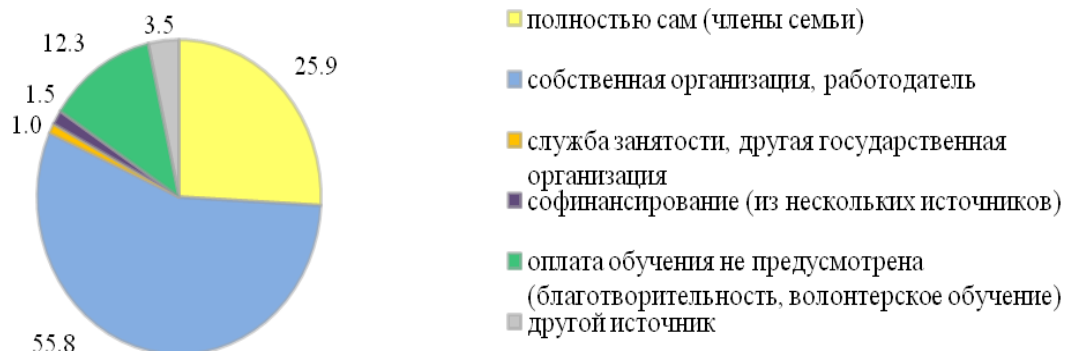 3.5
12.3
25.9
1.5
1.0
55.8
полностью сам (члены семьи)
собственная организация, работодатель
служба занятости, другая государственная
организация
софинансирование (из нескольких источников)
оплата обучения не предусмотрена
(благотворительность, волонтерское обучение)
другой источник